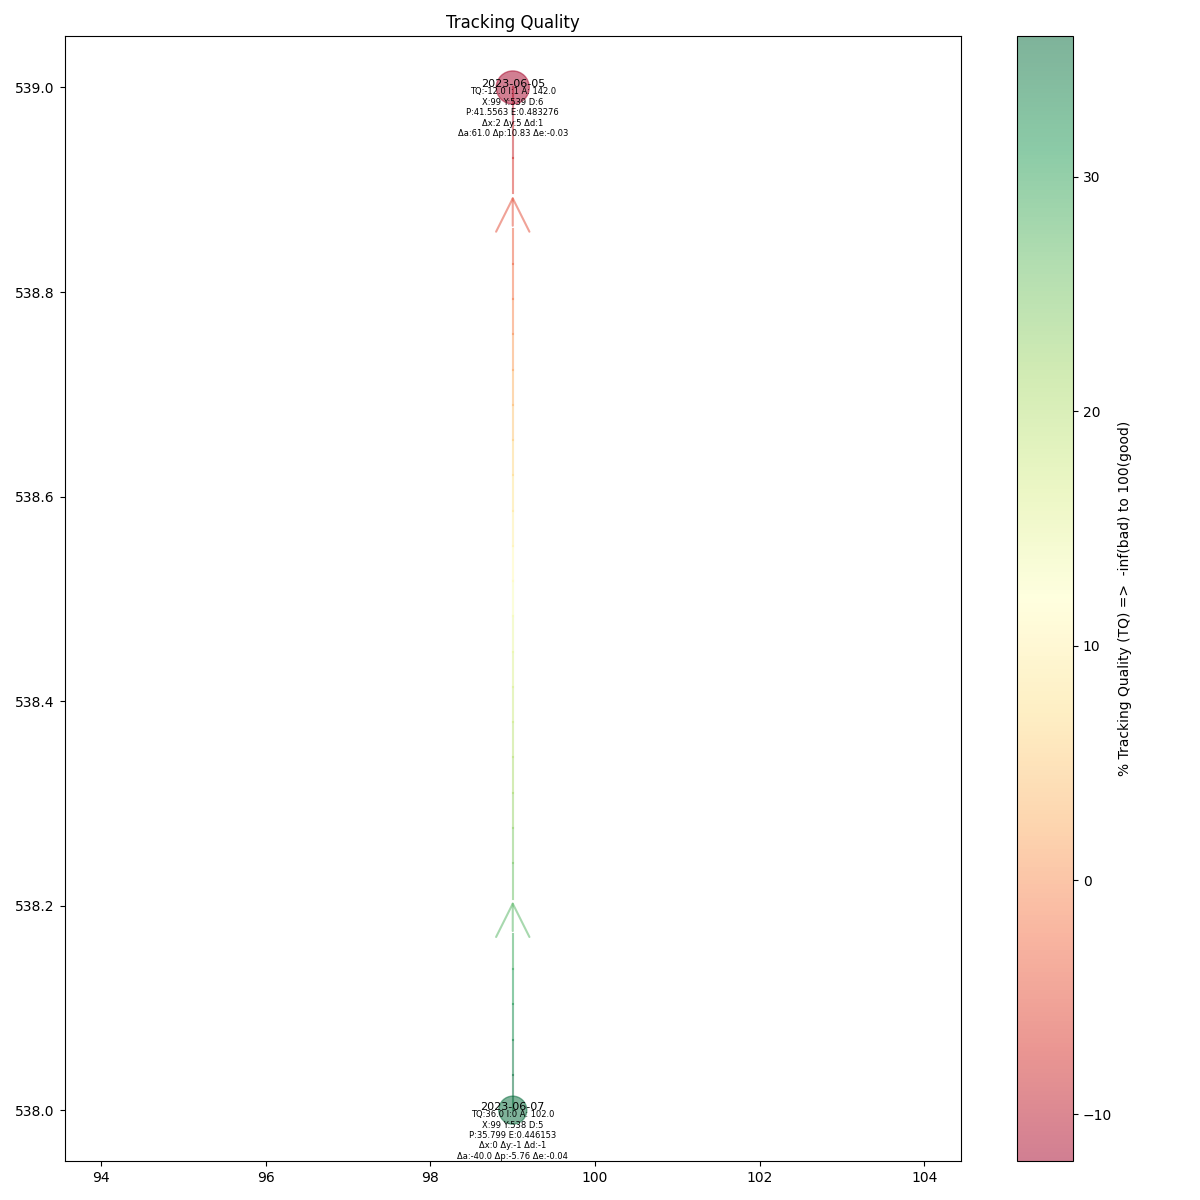 Tracking Quality
539.0
538.8
538.6
538.4
538.2
538.0
2023-06-05
TQ:-12.0 I:1 A: 142.0
X:99 Y:539 D:6
P:41.5563 E:0.483276
Δx:2 Δy:5 Δd:1
Δa:61.0 Δp:10.83 Δe:-0.03
2023-06-07
TQ:36.0 I:0 A: 102.0
X:99 Y:538 D:5
P:35.799 E:0.446153
Δx:0 Δy:-1 Δd:-1
Δa:-40.0 Δp:-5.76 Δe:-0.04
94
96
98
100
102
104
30
20
10
0
−10
% Tracking Quality (TQ) => -inf(bad) to 100(good)